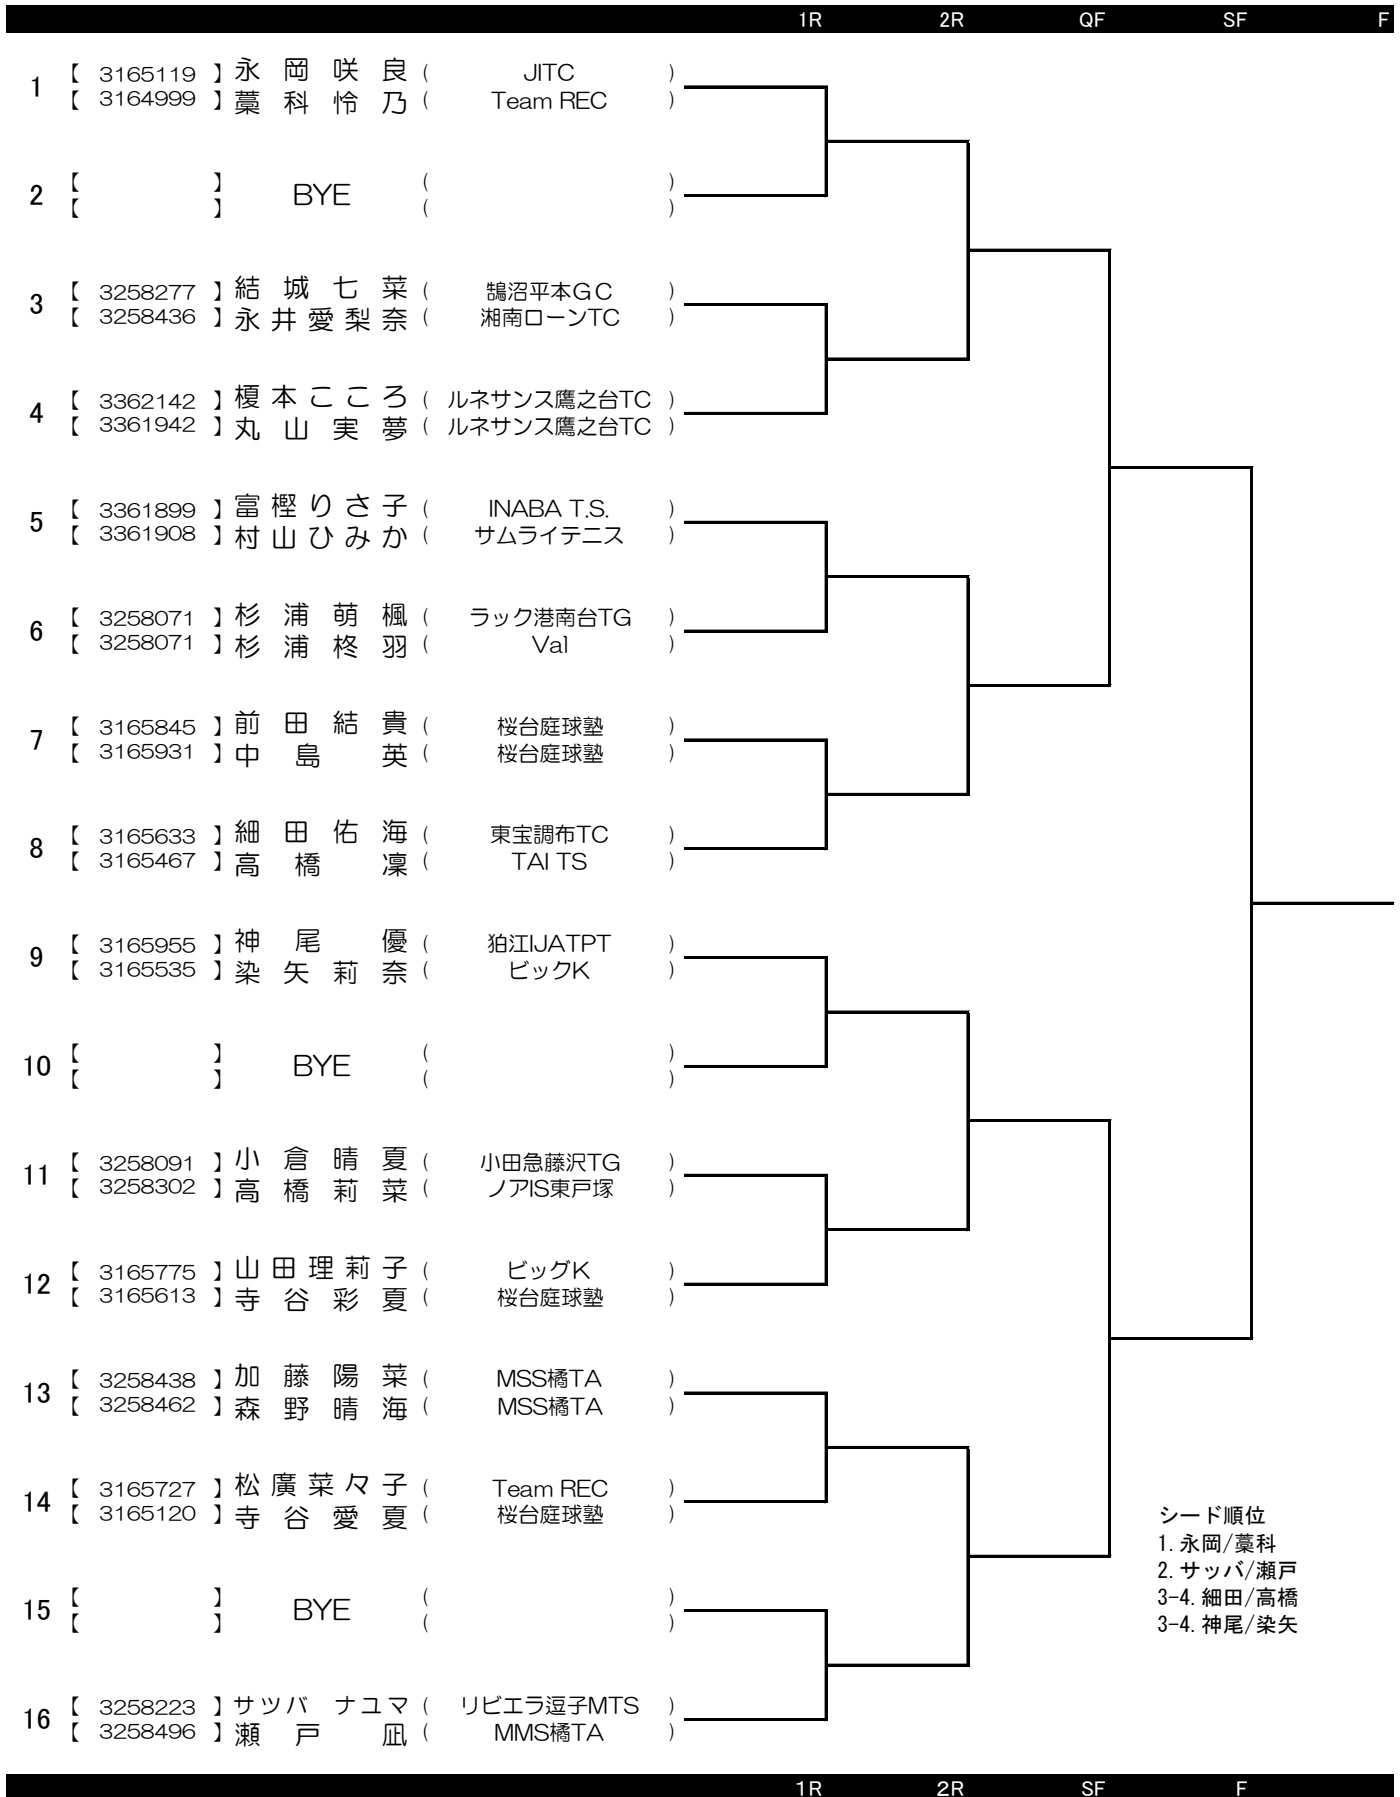 1R 2R QF SF F
1 【 3165119 】 永岡咲良 ( JITC )
【 3164999 】 藁科怜乃 ( Team REC )
2 【 】 BYE ( )
【 】 ( )
3 【 3258277 】 結城七菜 ( 鵠沼平本GC )
【 3258436 】 永井愛梨奈 ( 湘南ローンTC )
4 【 3362142 】 榎本こころ ( ルネサンス鷹之台TC )
【 3361942 】 丸山実夢 ( ルネサンス鷹之台TC )
5 【 3361899 】 富樫りさ子 ( INABA T.S. )
【 3361908 】 村山ひみか ( サムライテニス )
6 【 3258071 】 杉浦萌楓 ( ラック港南台TG )
【 3258071 】 杉浦柊羽 ( Val )
7 【 3165845 】 前田結貴 ( 桜台庭球塾 )
【 3165931 】 中島英 ( 桜台庭球塾 )
8 【 3165633 】 細田佑海 ( 東宝調布TC )
【 3165467 】 高橋凜 ( TAI TS )
9 【 3165955 】 神尾優 ( 狛江IJATPT )
【 3165535 】 染矢莉奈 ( ビックK )
10 【 】 BYE ( )
【 】 ( )
11 【 3258091 】 小倉晴夏 ( 小田急藤沢TG )
【 3258302 】 高橋莉菜 ( ノアIS東戸塚 )
12 【 3165775 】 山田理莉子 ( ビッグK )
【 3165613 】 寺谷彩夏 ( 桜台庭球塾 )
13 【 3258438 】 加藤陽菜 ( MSS橘TA )
【 3258462 】 森野晴海 ( MSS橘TA )
14 【 3165727 】 松廣菜々子 ( Team REC )
【 3165120 】 寺谷愛夏 ( 桜台庭球塾 )
15 【 】 BYE ( )
【 】 ( )
16 【 3258223 】 サツバ ナユマ ( リビエラ逗子MTS )
【 3258496 】 瀬戸凪 ( MMS橘TA )
シード順位
1. 永岡/藁科
2. サッバ/瀬戸
3-4. 細田/高橋
3-4. 神尾/染矢
1R 2R SF F